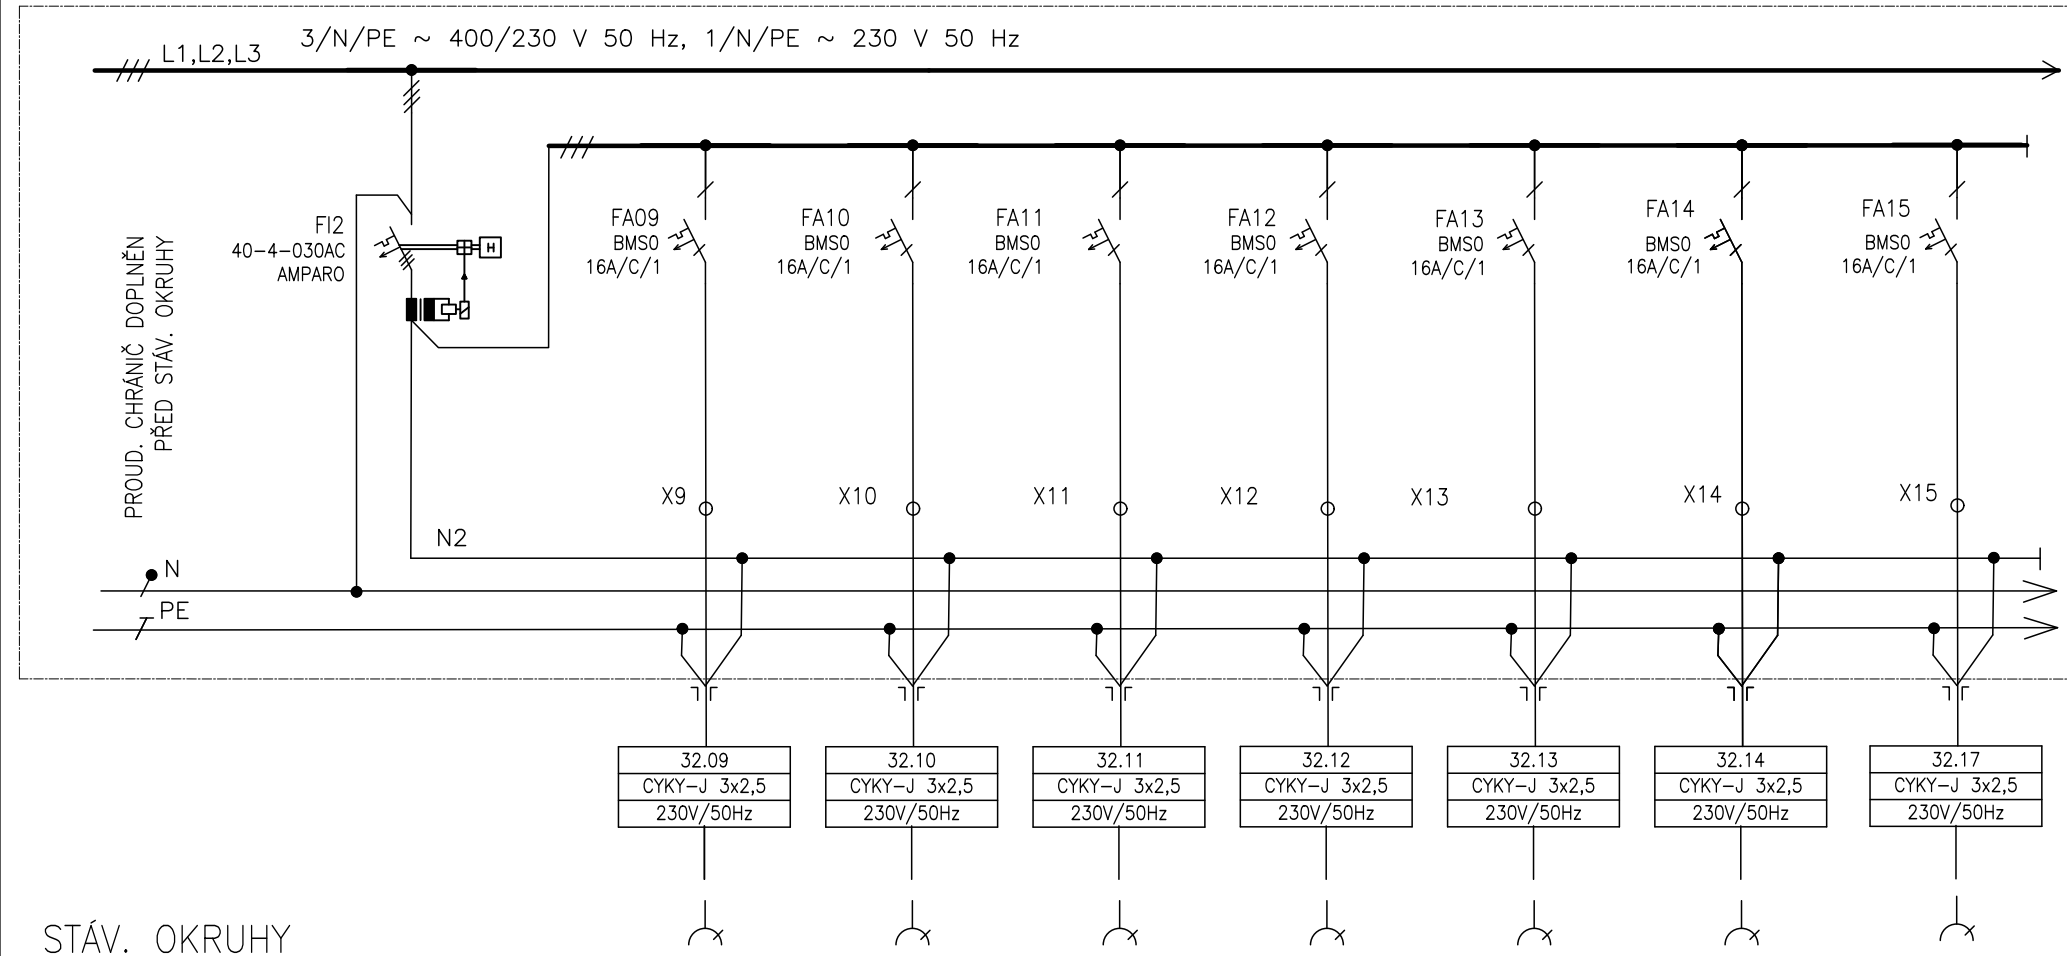 3/N/PE ~ 400/230 V 50 Hz, 1/N/PE ~ 230 V 50 Hz
L1,L2,L3
PROUD. CHRÁNIČ DOPLNĚN
PŘED STÁV. OKRUHY
FI2
40-4-030AC
AMPARO
H
FA09
BMS0
16A/C/1
FA10
BMS0
16A/C/1
FA11
BMS0
16A/C/1
FA12
BMS0
16A/C/1
FA13
BMS0
16A/C/1
FA14
BMS0
16A/C/1
FA15
BMS0
16A/C/1
X9
X10
X11
X12
X13
X14
X15
N2
N
PE
32.09
CYKY-J 3x2,5
230V/50Hz
32.10
CYKY-J 3x2,5
230V/50Hz
32.11
CYKY-J 3x2,5
230V/50Hz
32.12
CYKY-J 3x2,5
230V/50Hz
32.13
CYKY-J 3x2,5
230V/50Hz
32.14
CYKY-J 3x2,5
230V/50Hz
32.17
CYKY-J 3x2,5
230V/50Hz
STÁV. OKRUHY